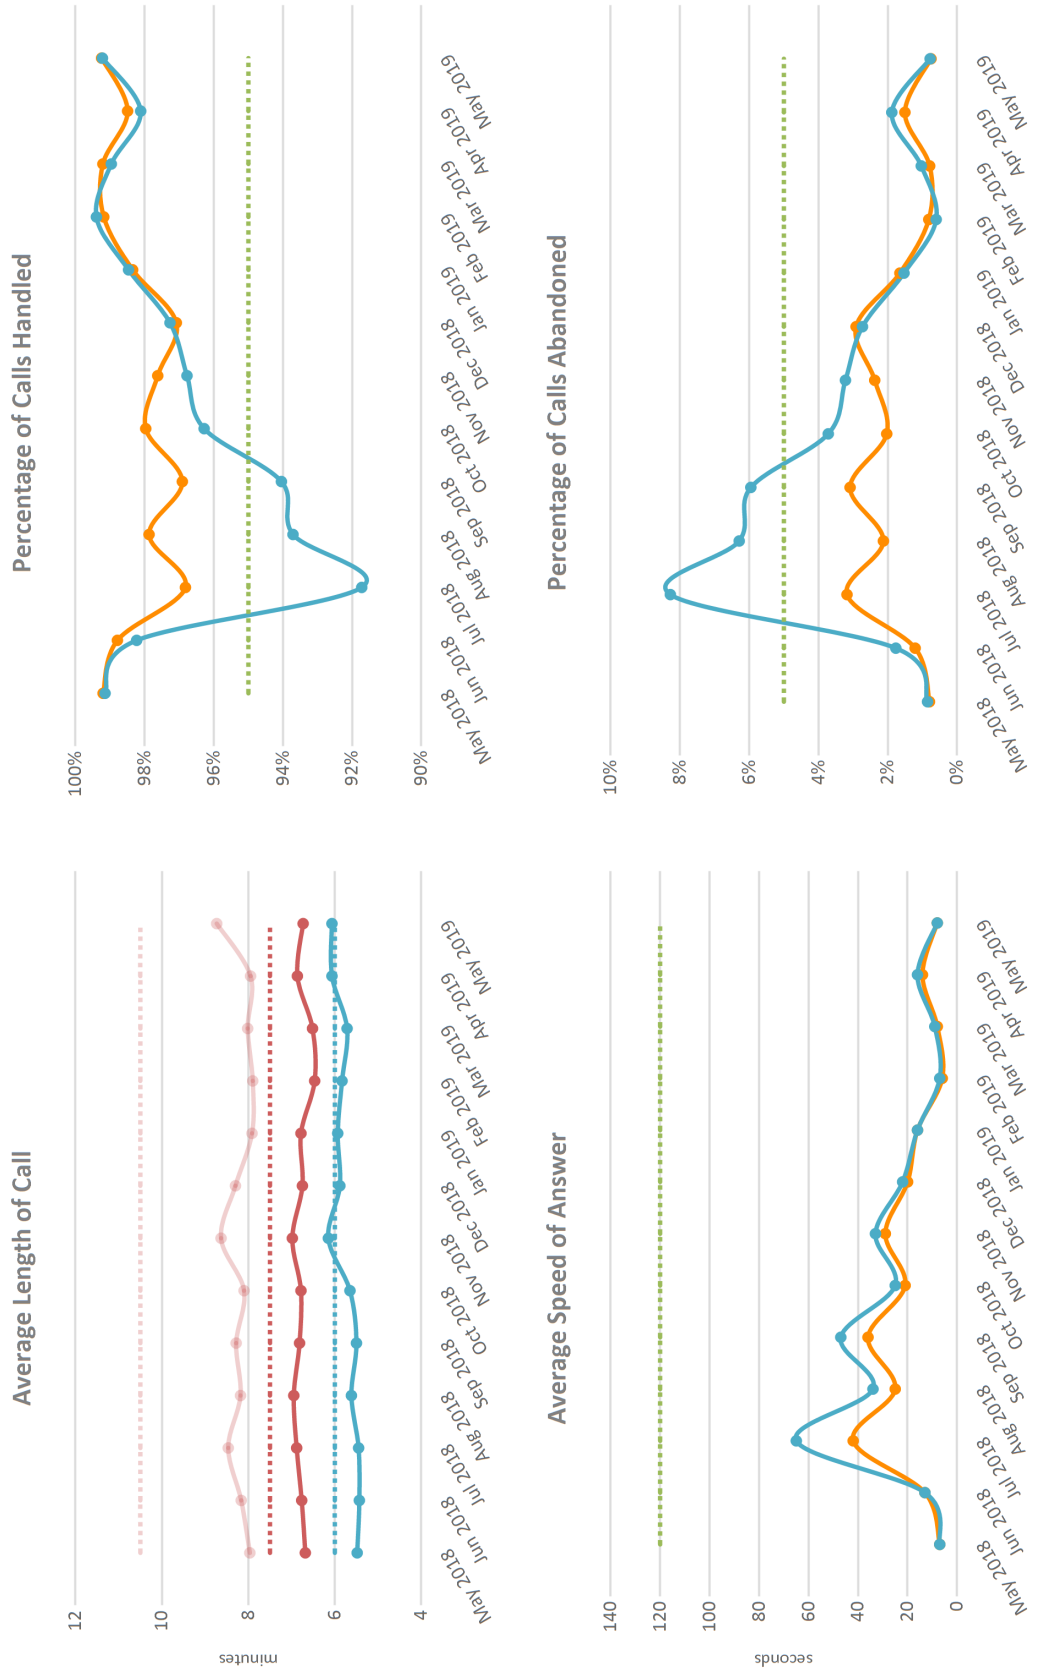 Average Length of Call
12
10
8
6
4
minutes
May 2018
Jun 2018
Jul 2018
Aug 2018
Sep 2018
Oct 2018
Nov 2018
Dec 2018
Jan 2019
Feb 2019
Mar 2019
Apr 2019
May 2019
Percentage of Calls Handled
100%
98%
96%
94%
92%
90%
May 2018
Jun 2018
Jul 2018
Aug 2018
Sep 2018
Oct 2018
Nov 2018
Dec 2018
Jan 2019
Feb 2019
Mar 2019
Apr 2019
May 2019
Average Speed of Answer
140
120
100
80
60
40
20
0
seconds
May 2018
Jun 2018
Jul 2018
Aug 2018
Sep 2018
Oct 2018
Nov 2018
Dec 2018
Jan 2019
Feb 2019
Mar 2019
Apr 2019
May 2019
Percentage of Calls Abandoned
10%
8%
6%
4%
2%
0%
May 2018
Jun 2018
Jul 2018
Aug 2018
Sep 2018
Oct 2018
Nov 2018
Dec 2018
Jan 2019
Feb 2019
Mar 2019
Apr 2019
May 2019